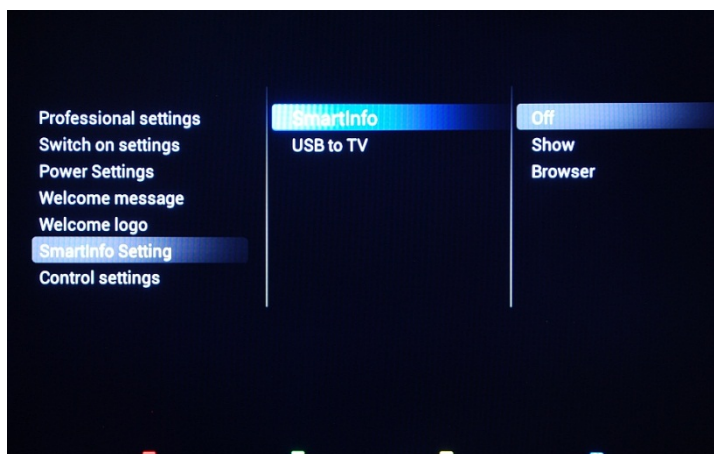 Professional settings
Switch on settings
Power Settings
Welcome message
Welcome logo
SmartInfo Setting
Control settings
SmartInfo
USB to TV
Off
Show
Browser